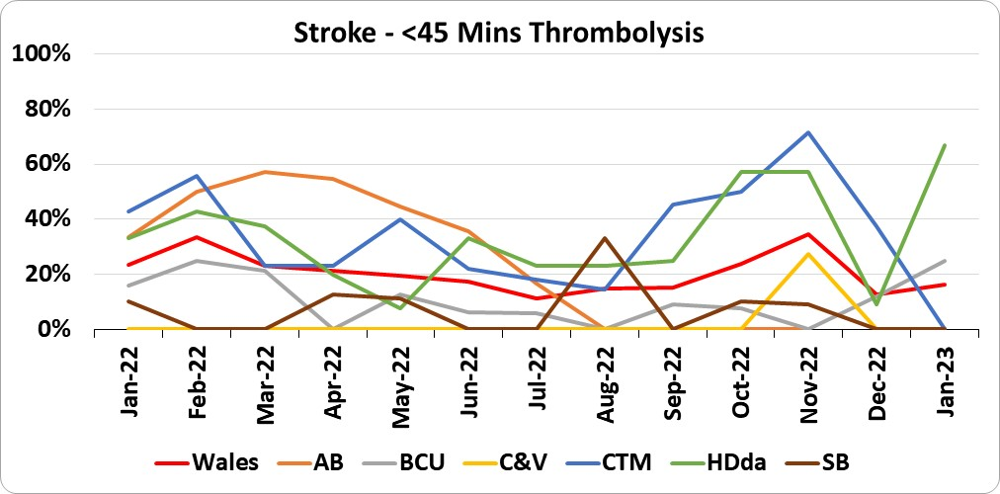 Stroke - <45 Mins Thrombolysis
100%
80%
60%
40%
20%
0%
Jan-22 Feb-22 Mar-22 Apr-22 May-22 Jun-22 Jul-22 Aug-22 Sep-22 Oct-22 Nov-22 Dec-22 Jan-23
Wales AB BCU C&V CTM HDda SB